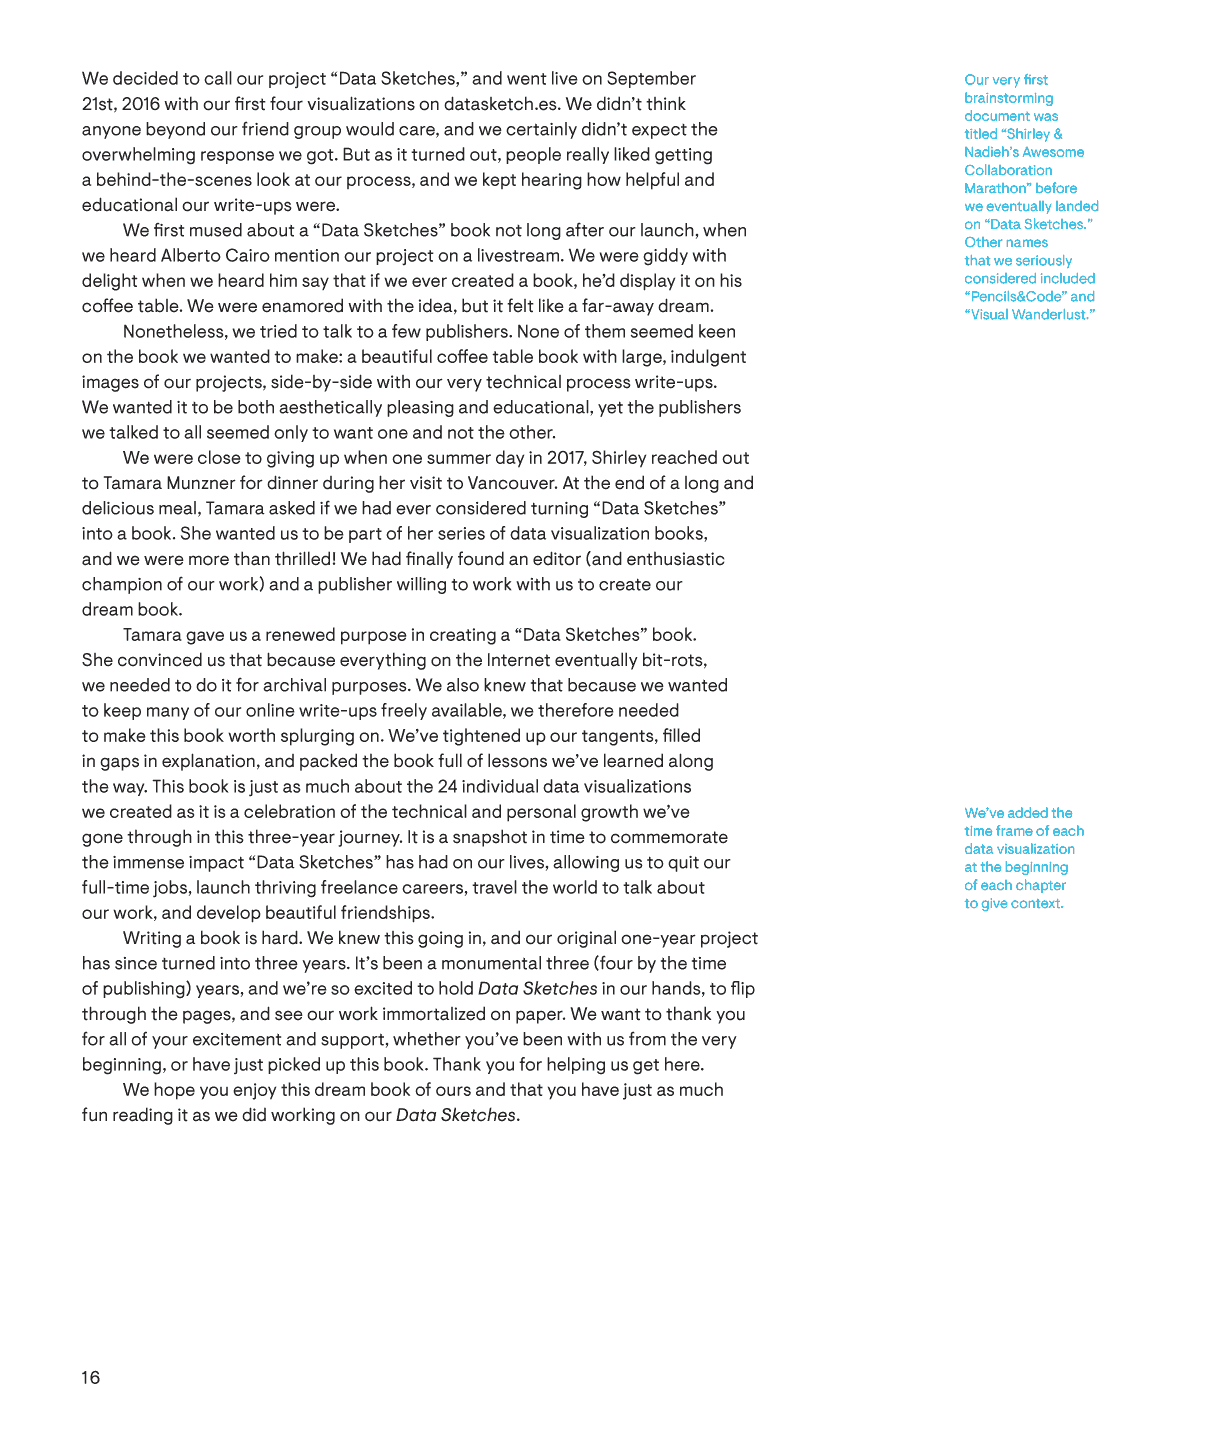 We decided to call our project “Data Sketches,” and went live on September
21st, 2016 with our first four visualizations on datasketch.es. We didn’t think
anyone beyond our friend group would care, and we certainly didn’t expect the
overwhelming response we got. But as it turned out, people really liked getting
a behind-the-scenes look at our process, and we kept hearing how helpful and
educational our write-ups were.
We first mused about a “Data Sketches” book not long after our launch, when
we heard Alberto Cairo mention our project on a livestream. We were giddy with
delight when we heard him say that if we ever created a book, he’d display it on his
coffee table. We were enamored with the idea, but it felt like a far-away dream.
Nonetheless, we tried to talk to a few publishers. None of them seemed keen
on the book we wanted to make: a beautiful coffee table book with large, indulgent
images of our projects, side-by-side with our very technical process write-ups.
We wanted it to be both aesthetically pleasing and educational, yet the publishers
we talked to all seemed only to want one and not the other.
We were close to giving up when one summer day in 2017, Shirley reached out
to Tamara Munzner for dinner during her visit to Vancouver. At the end of a long and
delicious meal, Tamara asked if we had ever considered turning “Data Sketches”
into a book. She wanted us to be part of her series of data visualization books,
and we were more than thrilled! We had finally found an editor (and enthusiastic
champion of our work) and a publisher willing to work with us to create our
dream book.
Tamara gave us a renewed purpose in creating a “Data Sketches” book.
She convinced us that because everything on the Internet eventually bit-rots,
we needed to do it for archival purposes. We also knew that because we wanted
to keep many of our online write-ups freely available, we therefore needed
to make this book worth splurging on. We’ve tightened up our tangents, filled
in gaps in explanation, and packed the book full of lessons we’ve learned along
the way. This book is just as much about the 24 individual data visualizations
we created as it is a celebration of the technical and personal growth we’ve
gone through in this three-year journey. It is a snapshot in time to commemorate
the immense impact “Data Sketches” has had on our lives, allowing us to quit our
full-time jobs, launch thriving freelance careers, travel the world to talk about
our work, and develop beautiful friendships.
Writing a book is hard. We knew this going in, and our original one-year project
has since turned into three years. It’s been a monumental three (four by the time
of publishing) years, and we’re so excited to hold Data Sketches in our hands, to flip
through the pages, and see our work immortalized on paper. We want to thank you
for all of your excitement and support, whether you’ve been with us from the very
beginning, or have just picked up this book. Thank you for helping us get here.
We hope you enjoy this dream book of ours and that you have just as much
fun reading it as we did working on our Data Sketches.
Our very first
brainstorming
document was
titled “Shirley &
Nadieh’s Awesome
Collaboration
Marathon” before
we eventually landed
on “Data Sketches.”
Other names
that we seriously
considered included
“Pencils&Code” and
“Visual Wanderlust.”
We’ve added the
time frame of each
data visualization
at the beginning
of each chapter
to give context.
16